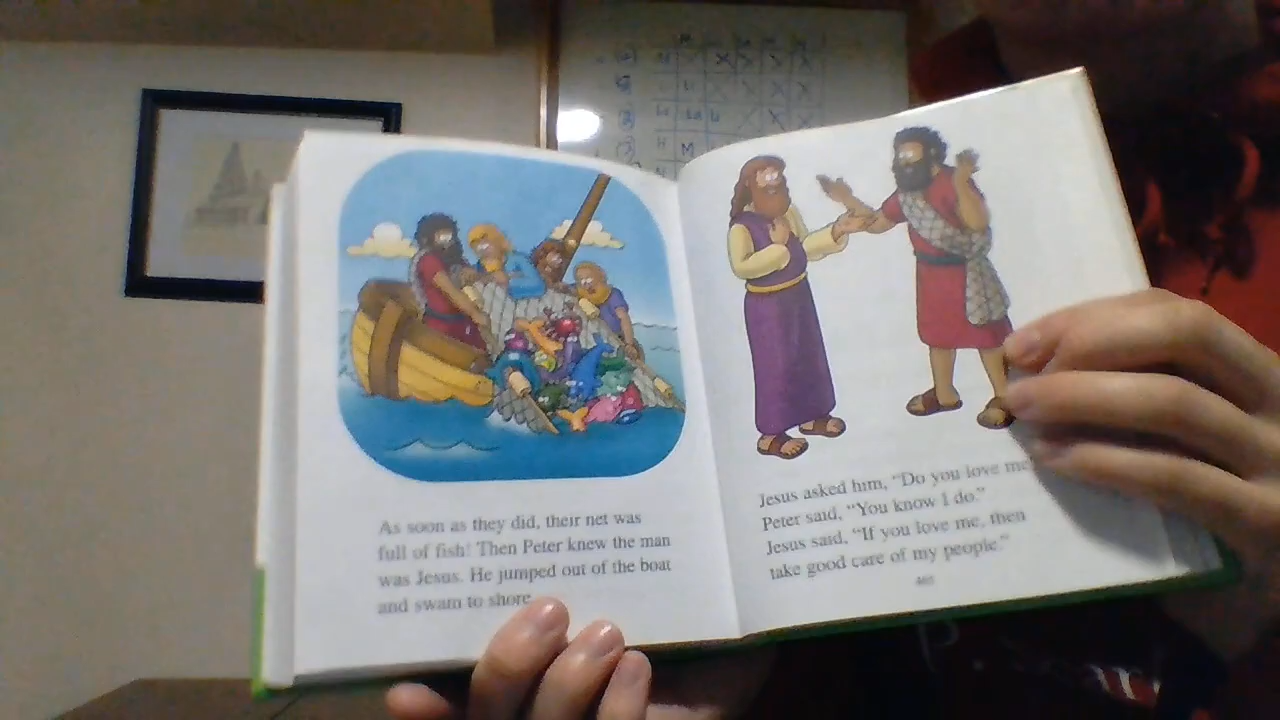 As soon as they did, their net was
full of fish! Then Peter knew the man
was Jesus. He jumped out of the boat
and swam to shore
Jesus asked him, “Do you love me
Peter said, “You know I do.”
Jesus said, “If you love me, then
take good care of my people.”
465